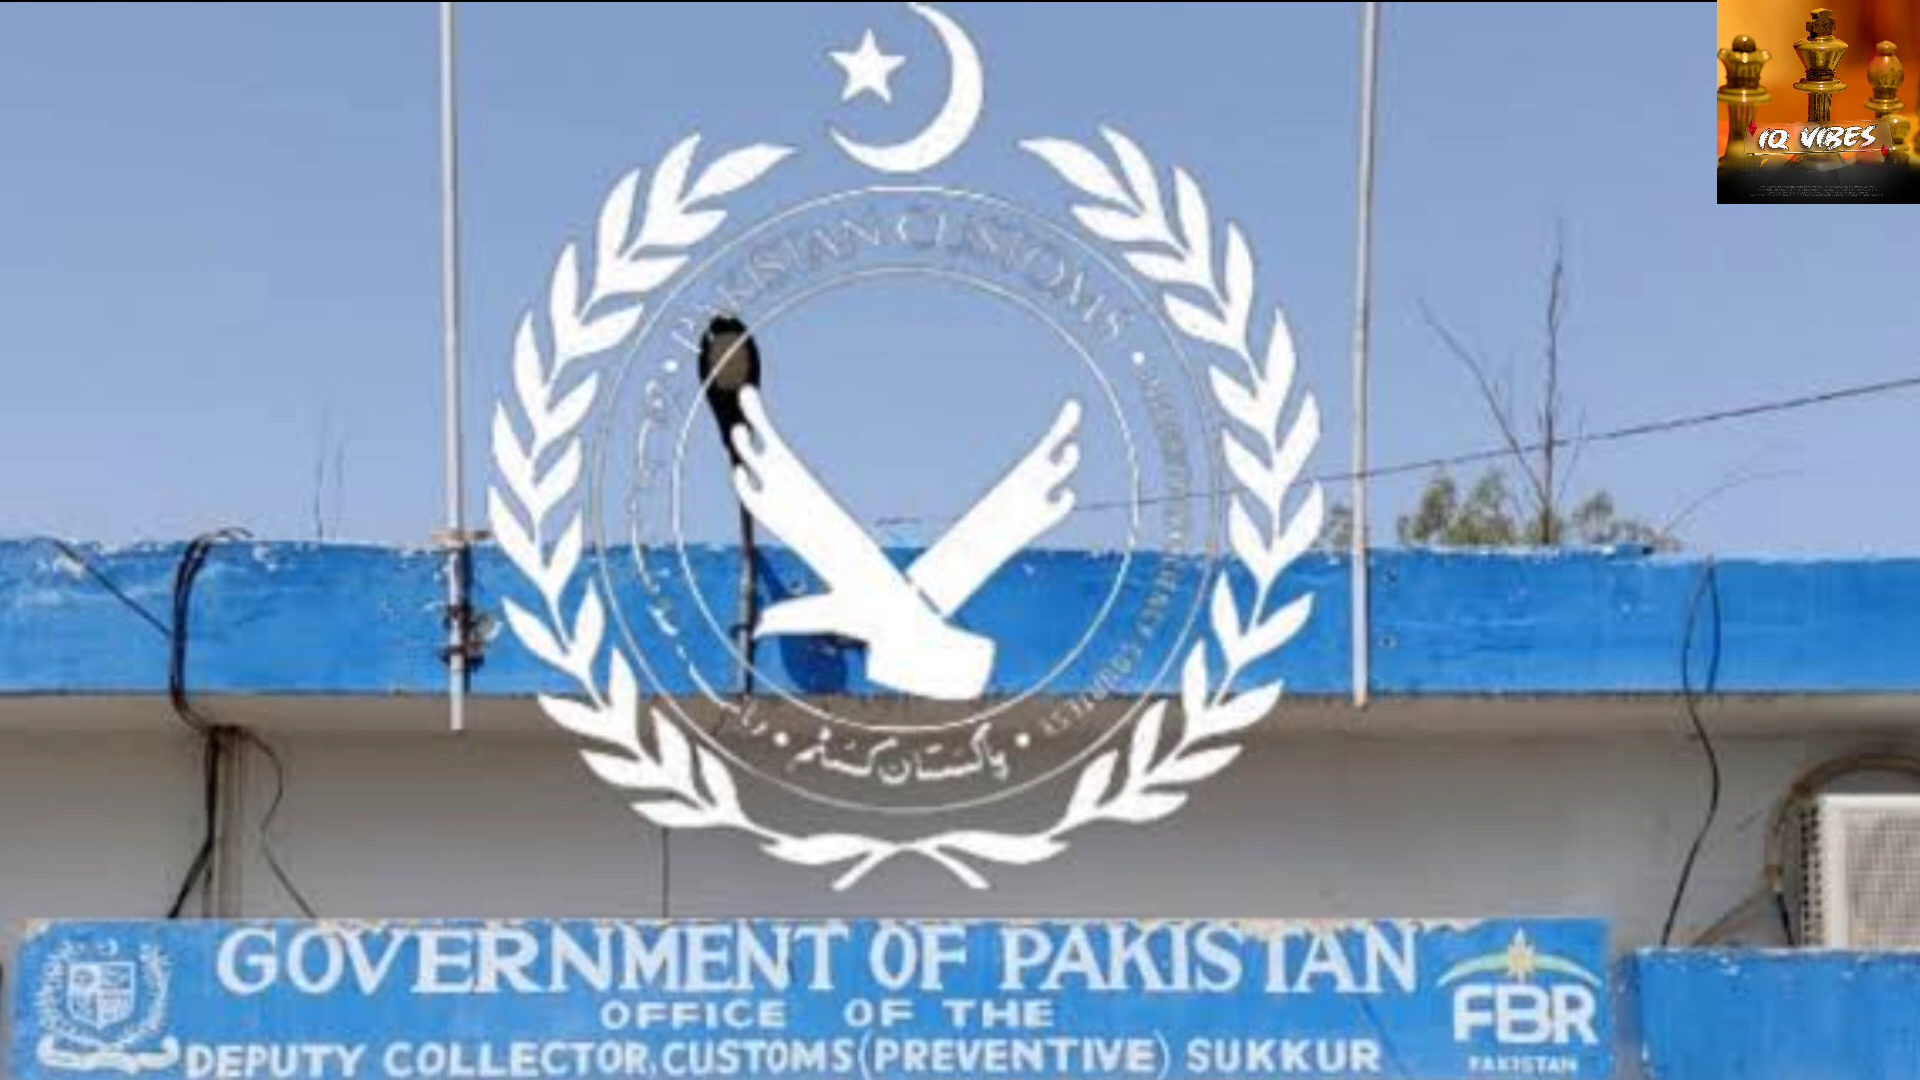 IQ VIBES
PAKISTAN CUSTOMS
پاکستان کسٹم
GOVERNMENT OF PAKISTAN
OFFICE OF THE
DEPUTY COLLECTOR, CUSTOMS (PREVENTIVE) SUKKUR
FBR
PAKISTAN